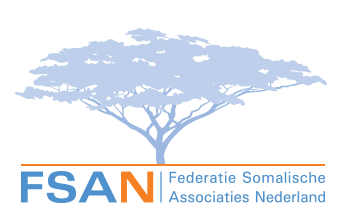 FSAN
Federatie Somalische
Associaties Nederland